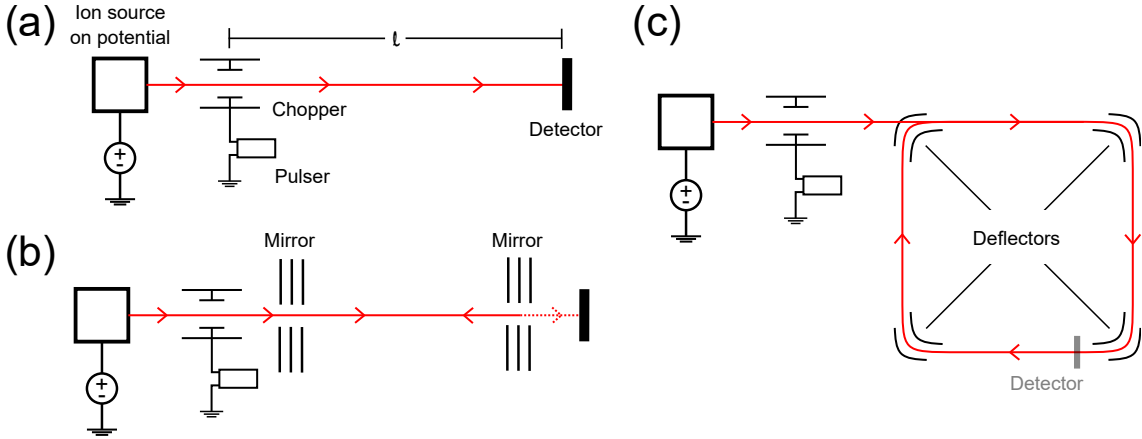 (a)
Ion source
on potential
ℓ
Chopper
Detector
Pulser
+
-
(b)
Mirror
Mirror
+
-
(c)
Deflectors
Detector
+
-